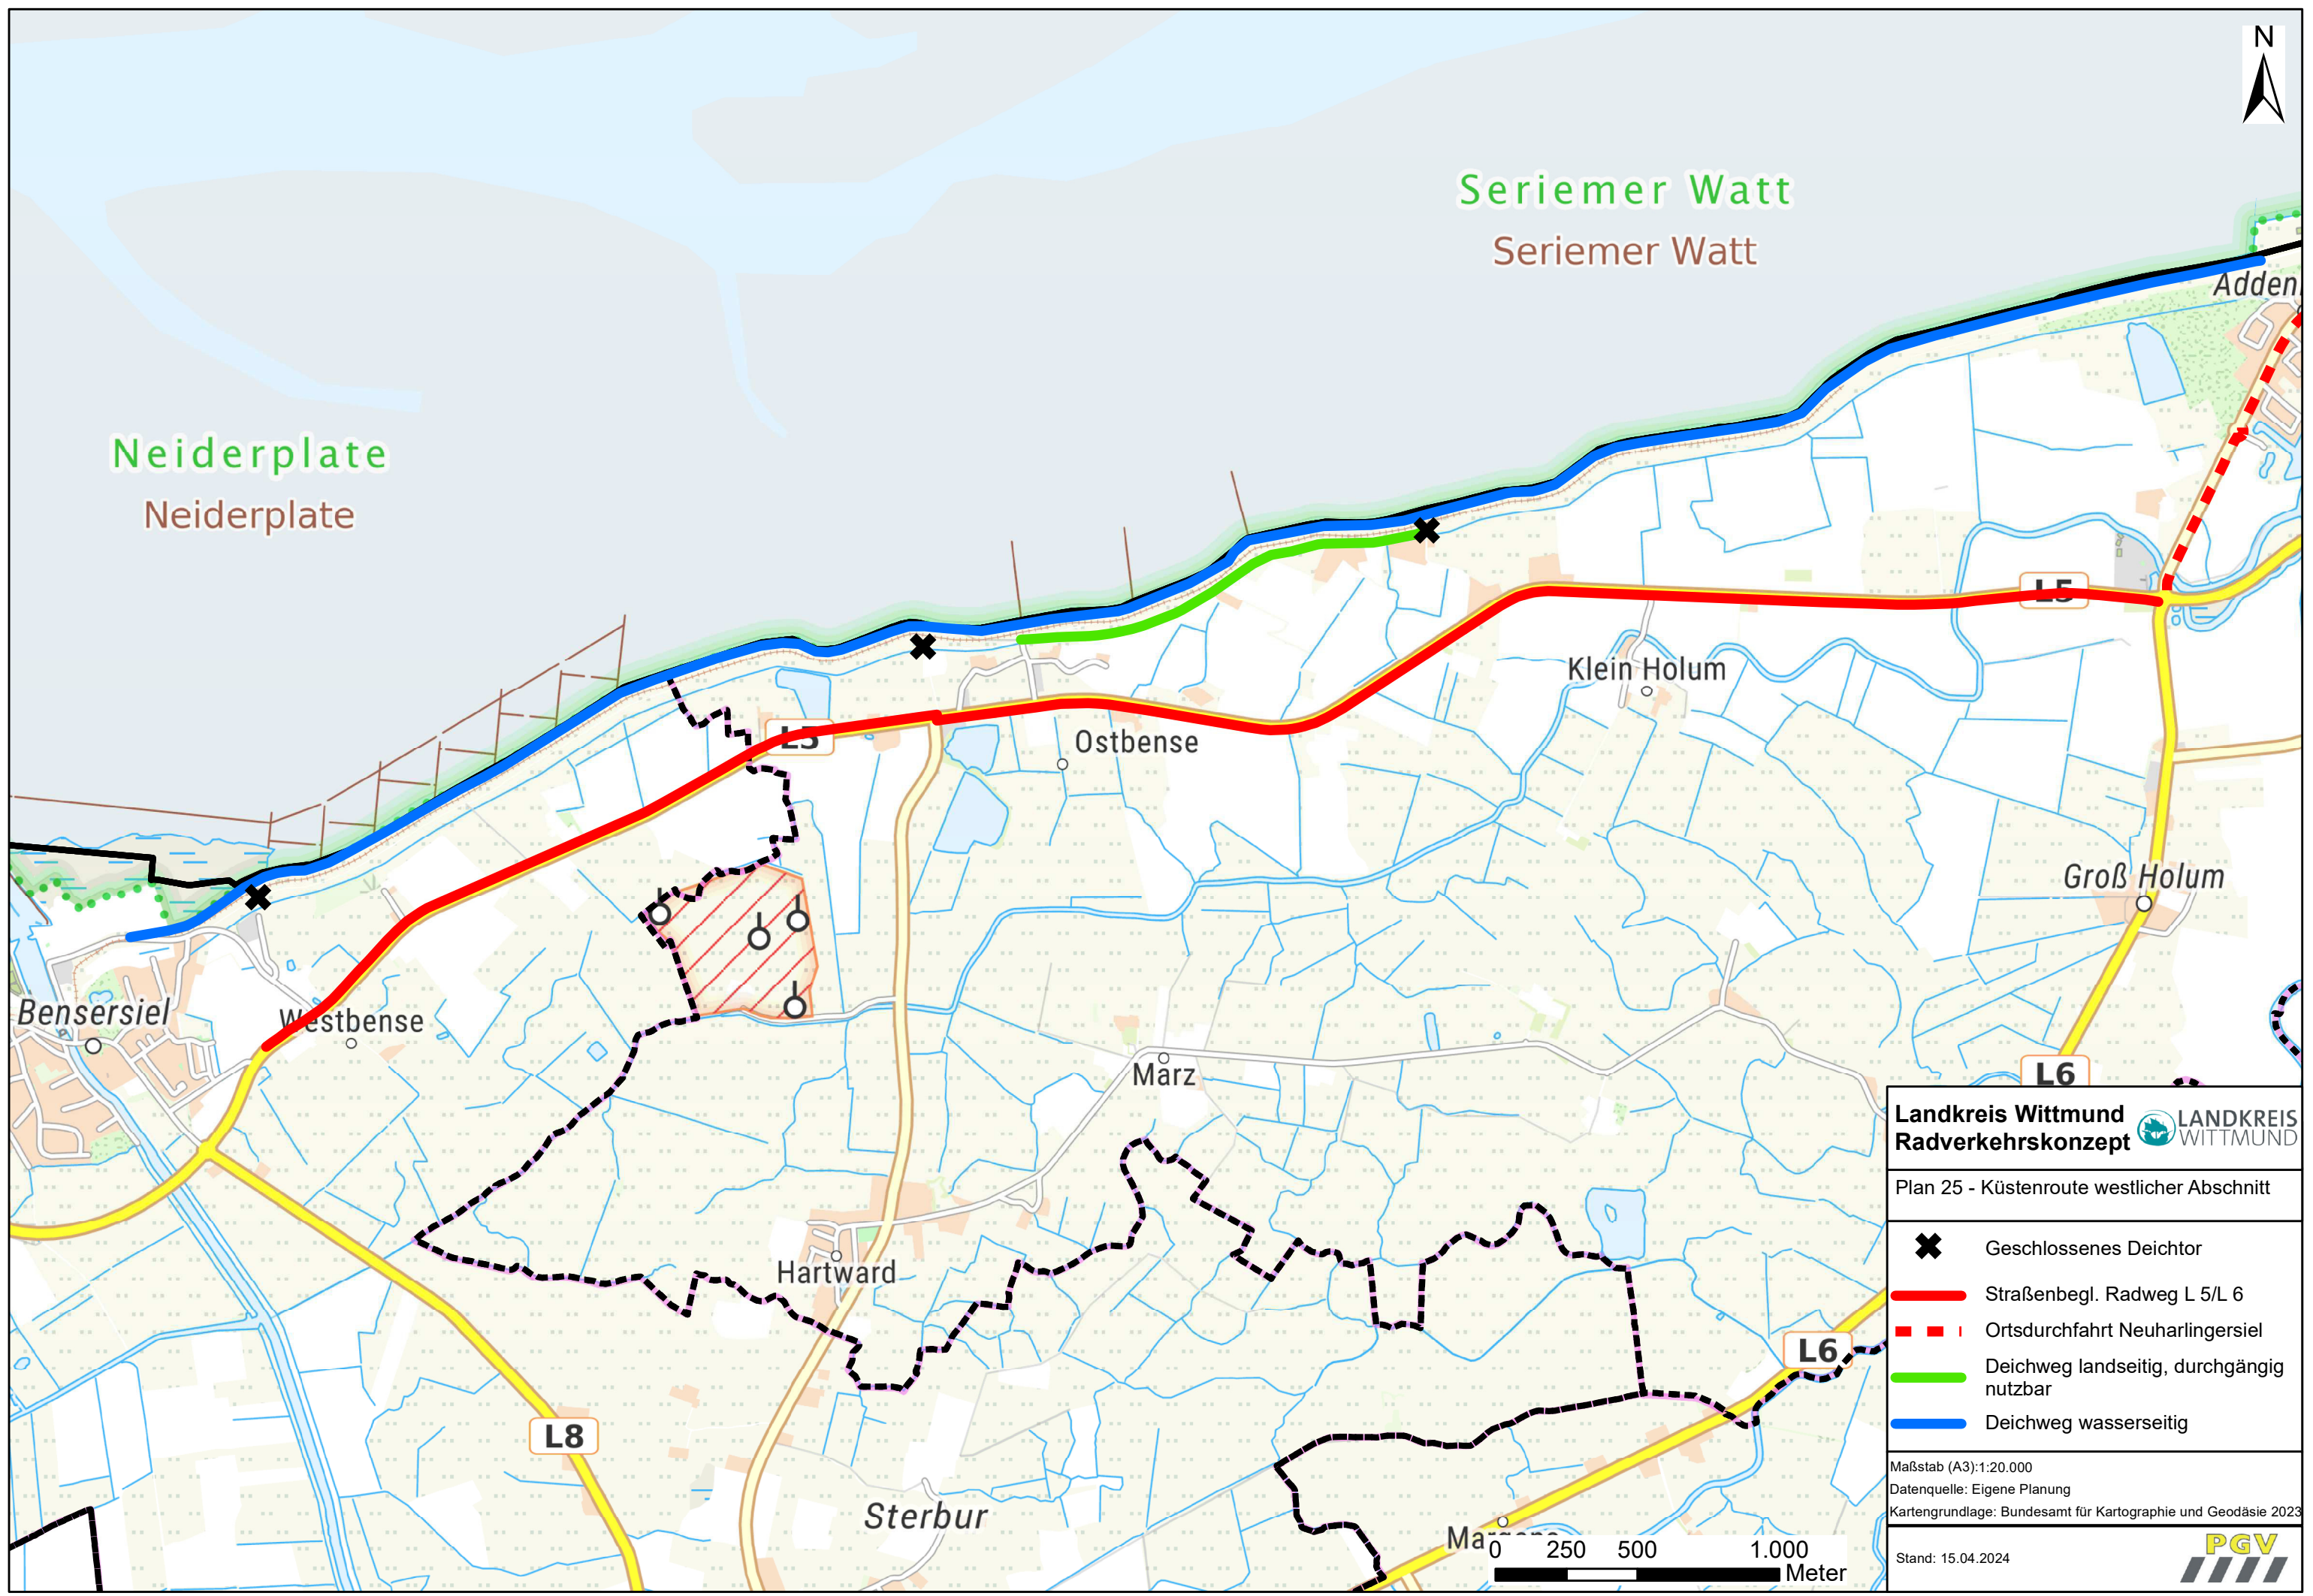 N
Seriemer Watt
Seriemer Watt
Adden
Neiderplate
Neiderplate
L5
Klein Holum
L5
Ostbense
Groß Holum
Bensersiel
Westbense
März
L6
Hartward
L6
L8
Sterbur
Landkreis Wittmund
Radverkehrskonzept
LANDKREIS
WITTMUND
Plan 25 - Küstenroute westlicher Abschnitt
Geschlossenes Deichtor
Straßenbegl. Radweg L 5/L 6
Ortsdurchfahrt Neuharlingersiel
Deichweg landseitig, durchgängig
nutzbar
Deichweg wasserseitig
Maßstab (A3):1:20.000
Datenquelle: Eigene Planung
Kartengrundlage: Bundesamt für Kartographie und Geodäsie 2023
Stand: 15.04.2024
PGV
0 250 500 1.000
Meter